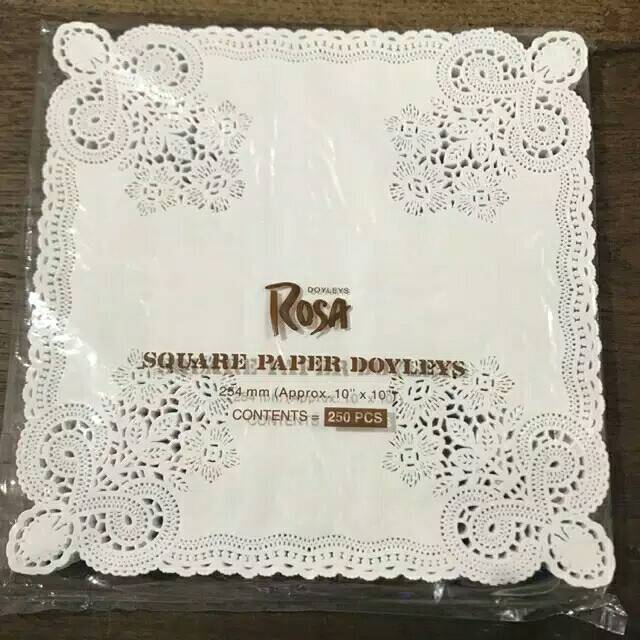 DOYLEYS
ROSA
SQUARE PAPER DOYLEYS
254 mm (Approx. 10" x 10")
CONTENTS = 250 PCS